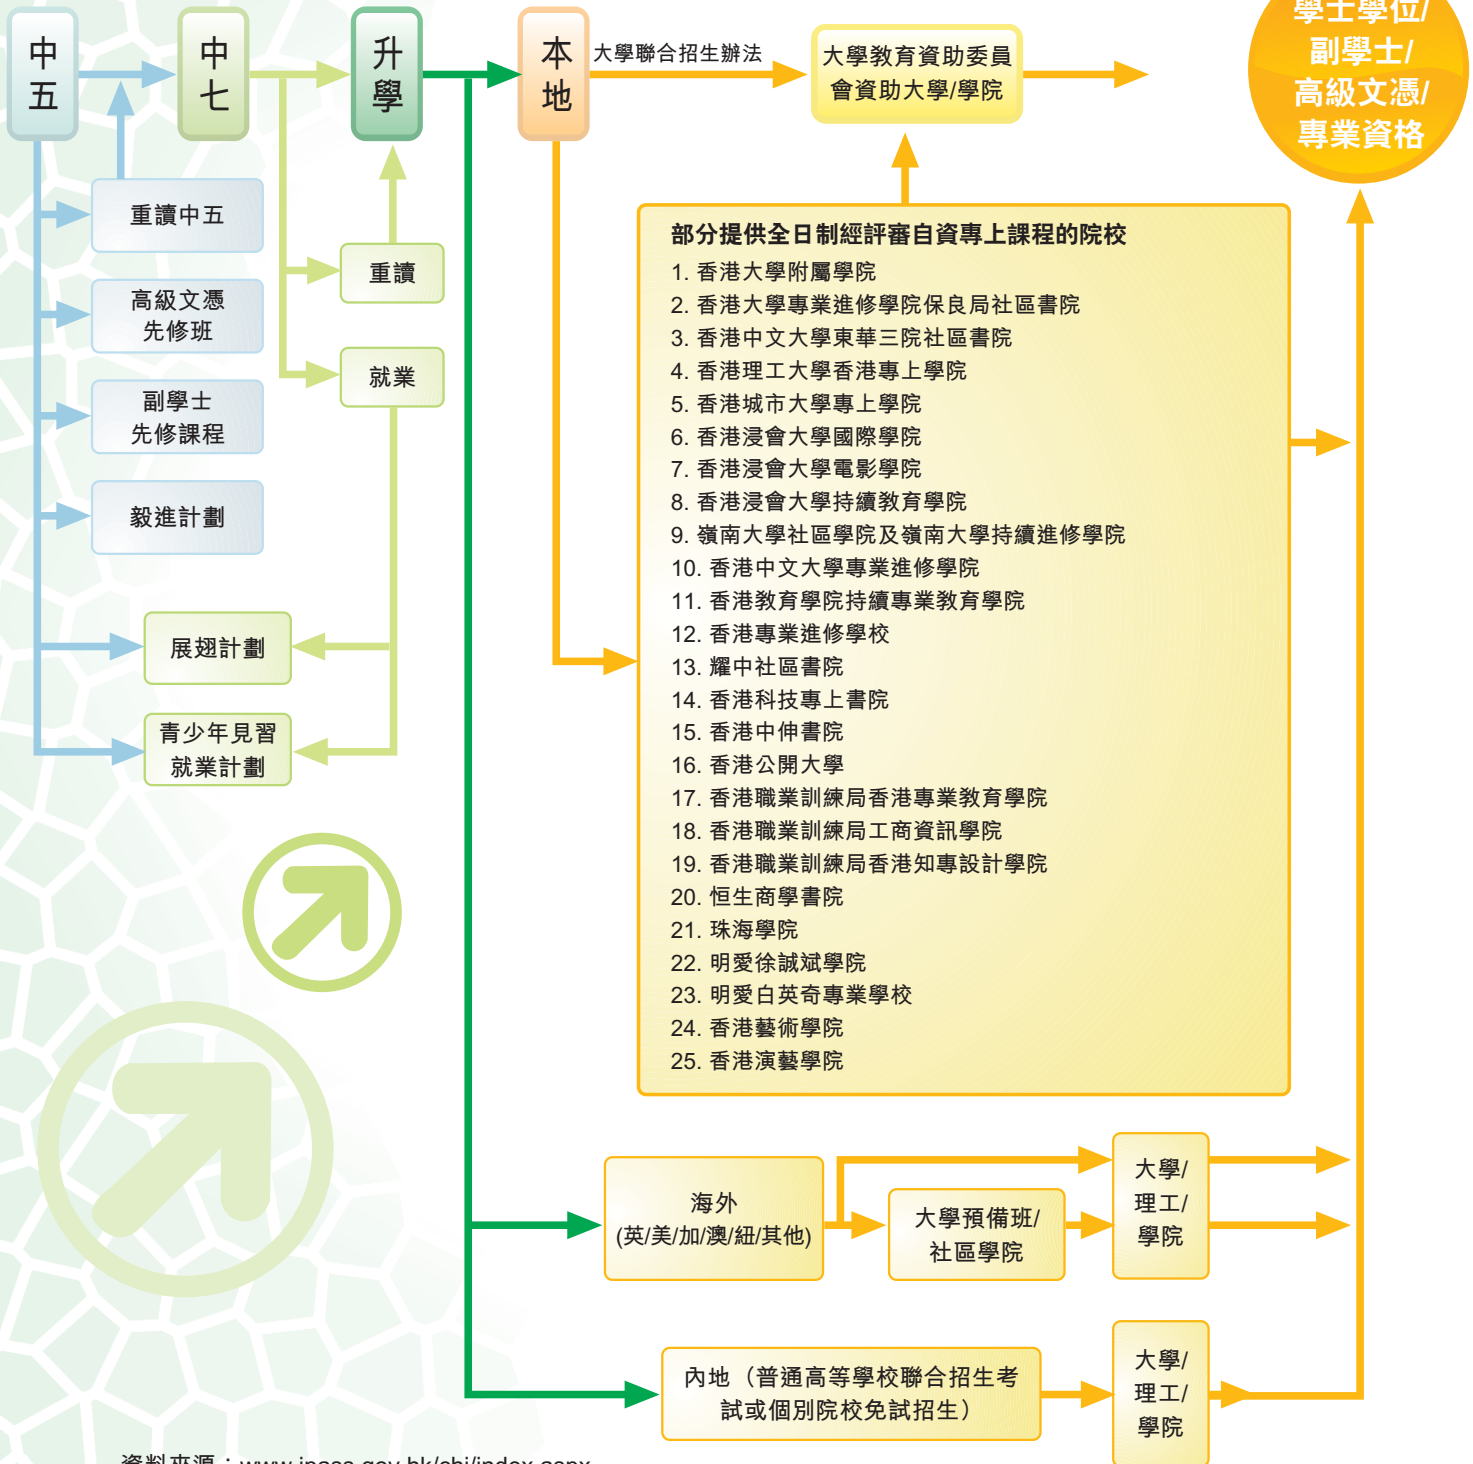 中
五
中
七
升
學
本
地
大學聯合招生辦法
大學教育資助委員
會資助大學/學院
學士學位/
副學士/
高級文憑/
專業資格
重讀中五
高級文憑
先修班
副學士
先修課程
毅進計劃
展翅計劃
青少年見習
就業計劃
重讀
就業
部分提供全日制經評審自資專上課程的院校
1. 香港大學附屬學院
2. 香港大學專業進修學院保良局社區書院
3. 香港中文大學東華三院社區書院
4. 香港理工大學香港專上學院
5. 香港城市大學專上學院
6. 香港浸會大學國際學院
7. 香港浸會大學電影學院
8. 香港浸會大學持續教育學院
9. 嶺南大學社區學院及嶺南大學持續進修學院
10. 香港中文大學專業進修學院
11. 香港教育學院持續專業教育學院
12. 香港專業進修學校
13. 耀中社區書院
14. 香港科技專上書院
15. 香港中伸書院
16. 香港公開大學
17. 香港職業訓練局香港專業教育學院
18. 香港職業訓練局工商資訊學院
19. 香港職業訓練局香港知專設計學院
20. 恒生商學書院
21. 珠海學院
22. 明愛徐誠斌學院
23. 明愛白英奇專業學校
24. 香港藝術學院
25. 香港演藝學院
海外
(英/美/加/澳/紐/其他)
大學預備班/
社區學院
大學/
理工/
學院
內地（普通高等學校聯合招生考
試或個別院校免試招生）
大學/
理工/
學院
資料來源：www.ipass.gov.hk/chi/index.aspx